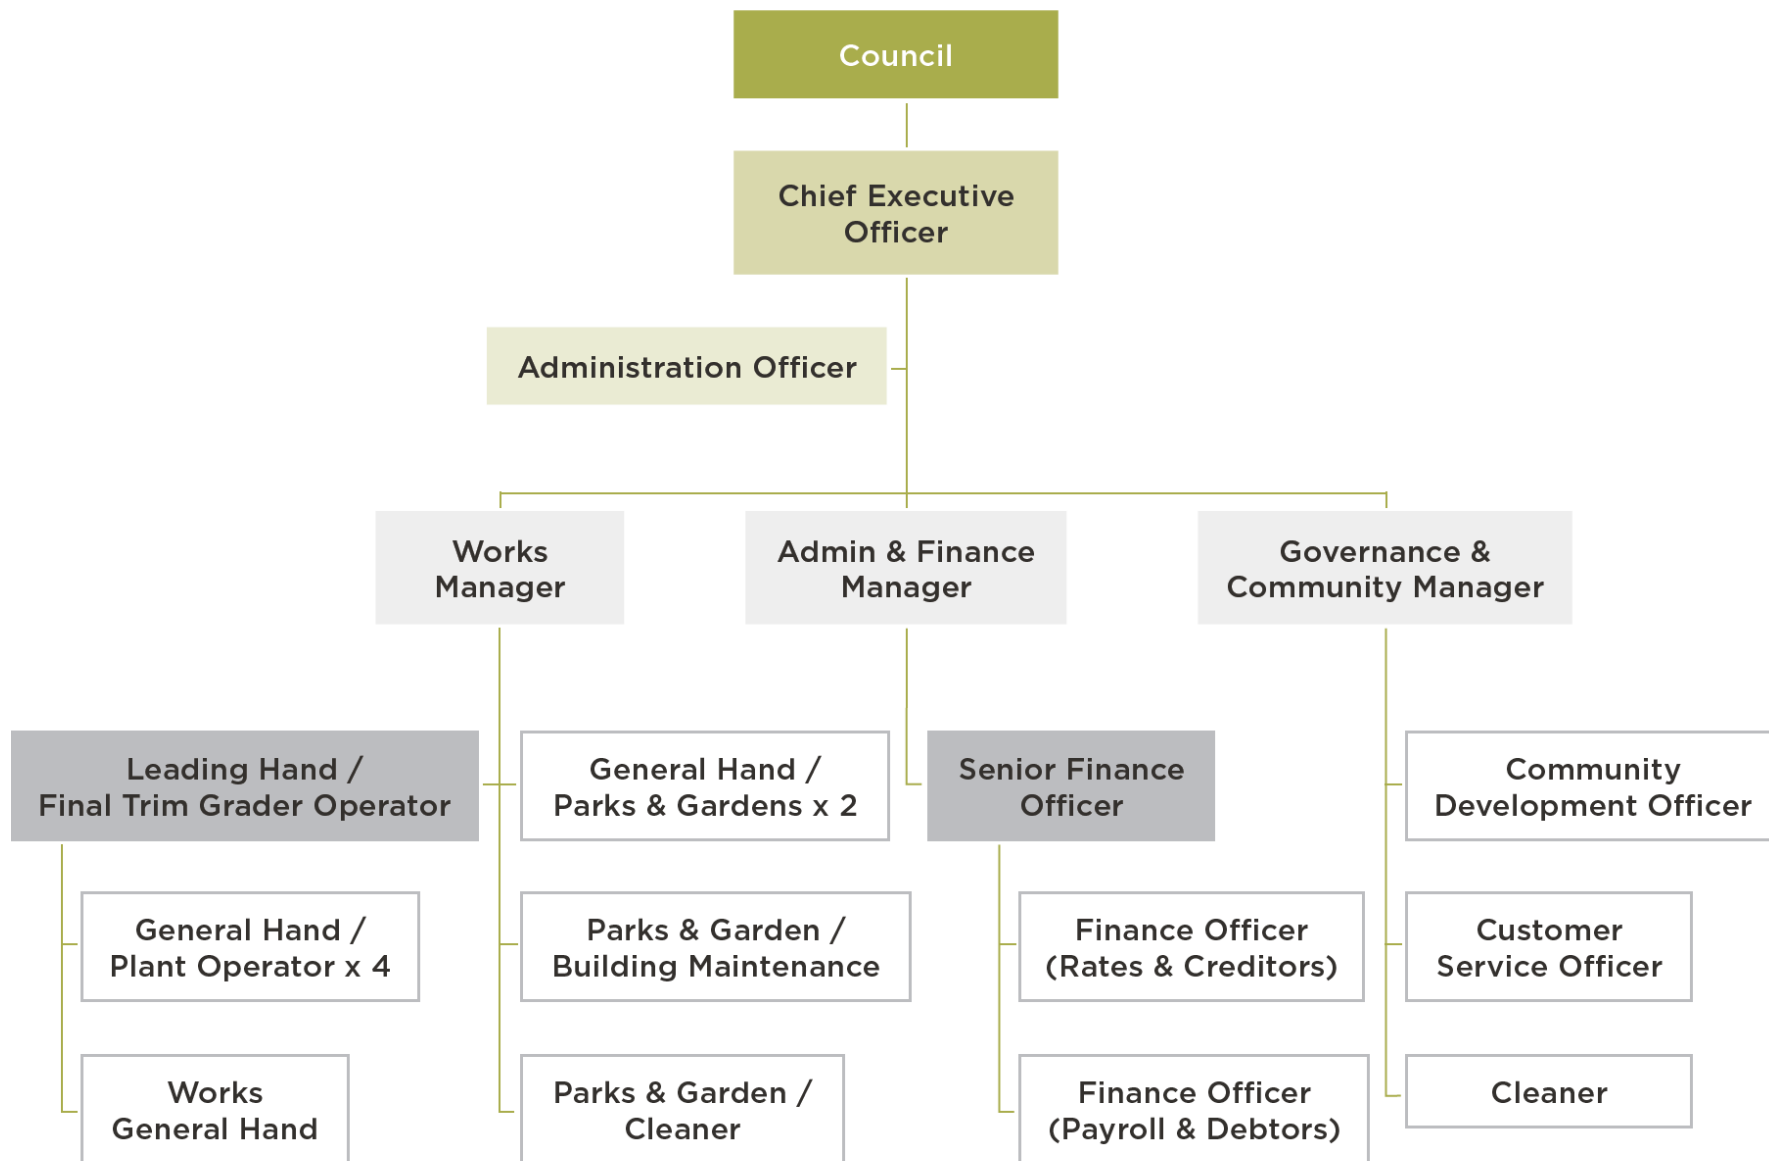 Council
Chief Executive
Officer
Administration Officer
Works
Manager
Admin & Finance
Manager
Governance &
Community Manager
Leading Hand /
Final Trim Grader Operator
General Hand /
Parks & Gardens x 2
Senior Finance
Officer
Community
Development Officer
General Hand /
Plant Operator x 4
Parks & Garden /
Building Maintenance
Finance Officer
(Rates & Creditors)
Customer
Service Officer
Works
General Hand
Parks & Garden /
Cleaner
Finance Officer
(Payroll & Debtors)
Cleaner